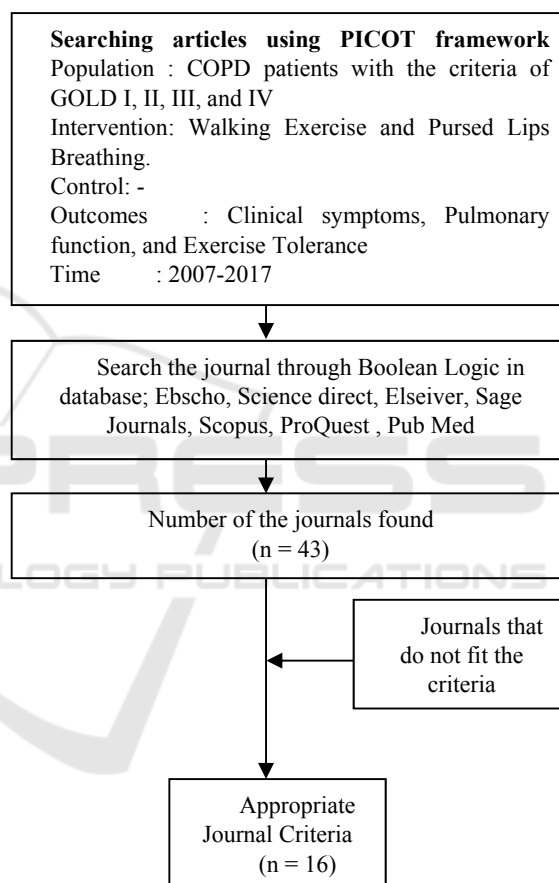 Searching articles using PICOT framework
Population : COPD patients with the criteria of
GOLD I, II, III, and IV
Intervention: Walking Exercise and Pursed Lips
Breathing.
Control: -
Outcomes : Clinical symptoms, Pulmonary
function, and Exercise Tolerance
Time : 2007-2017
Search the journal through Boolean Logic in
database; Ebscho, Science direct, Elseiver, Sage
Journals, Scopus, ProQuest , Pub Med
Number of the journals found
(n = 43)
Journals that
do not fit the
criteria
Appropriate
Journal Criteria
(n = 16)
PRESS
LOGY PUBLICATIONS